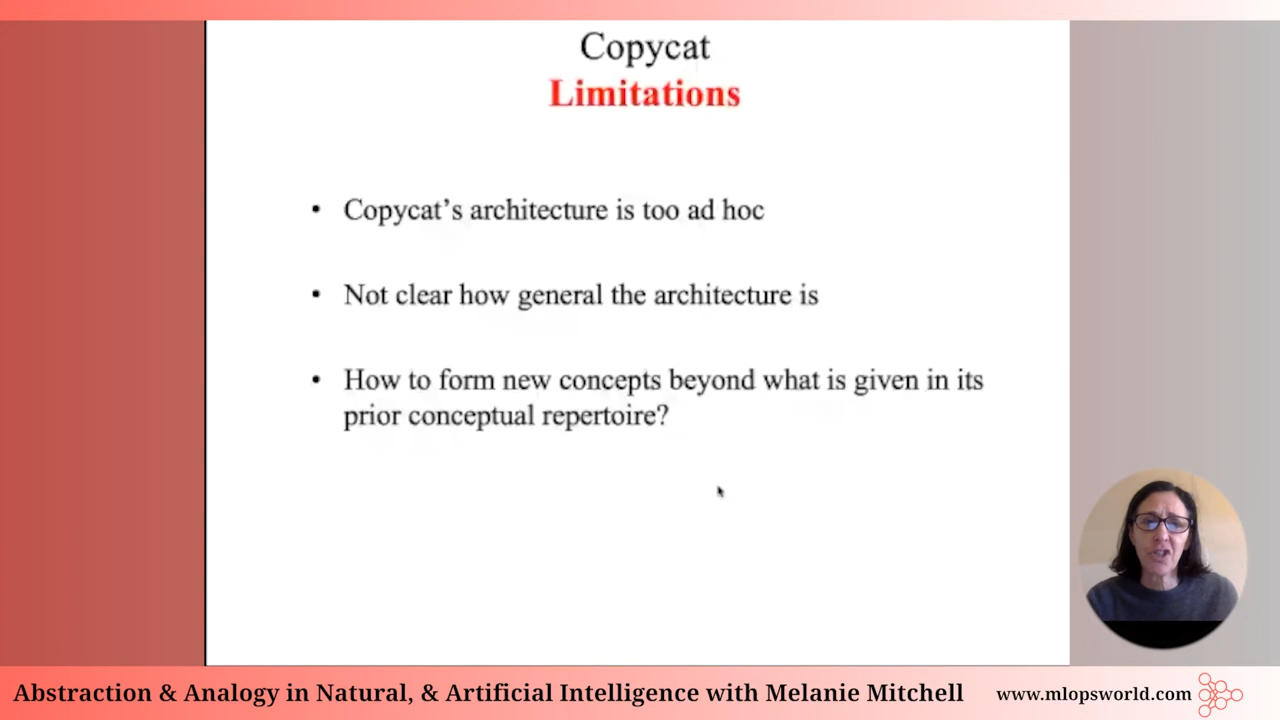 Copycat
Limitations
• Copycat's architecture is too ad hoc
• Not clear how general the architecture is
• How to form new concepts beyond what is given in its
prior conceptual repertoire?
Abstraction & Analogy in Natural, & Artificial Intelligence with Melanie Mitchell
www.mlopsworld.com